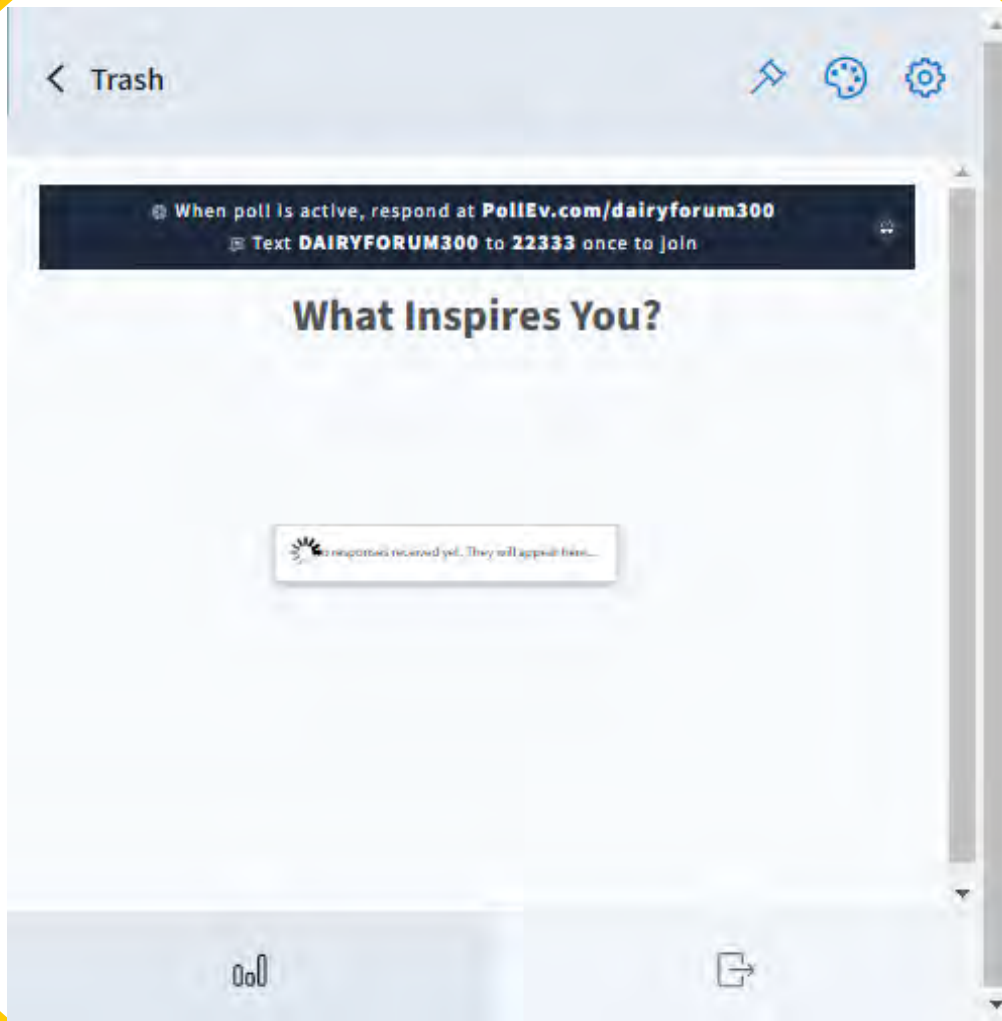 Trash
When poll is active, respond at PollEv.com/dairyforum300
Text DAIRYFORUM300 to 22333 once to join
What Inspires You?
responses received yet. They will appear here...